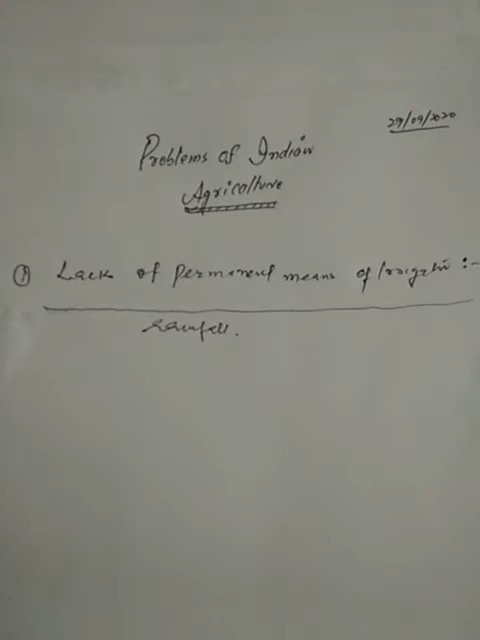 29/09/2020
Problems of Indian
Agriculture
① Lack of permanent means of Irrigation :-
rainfall.